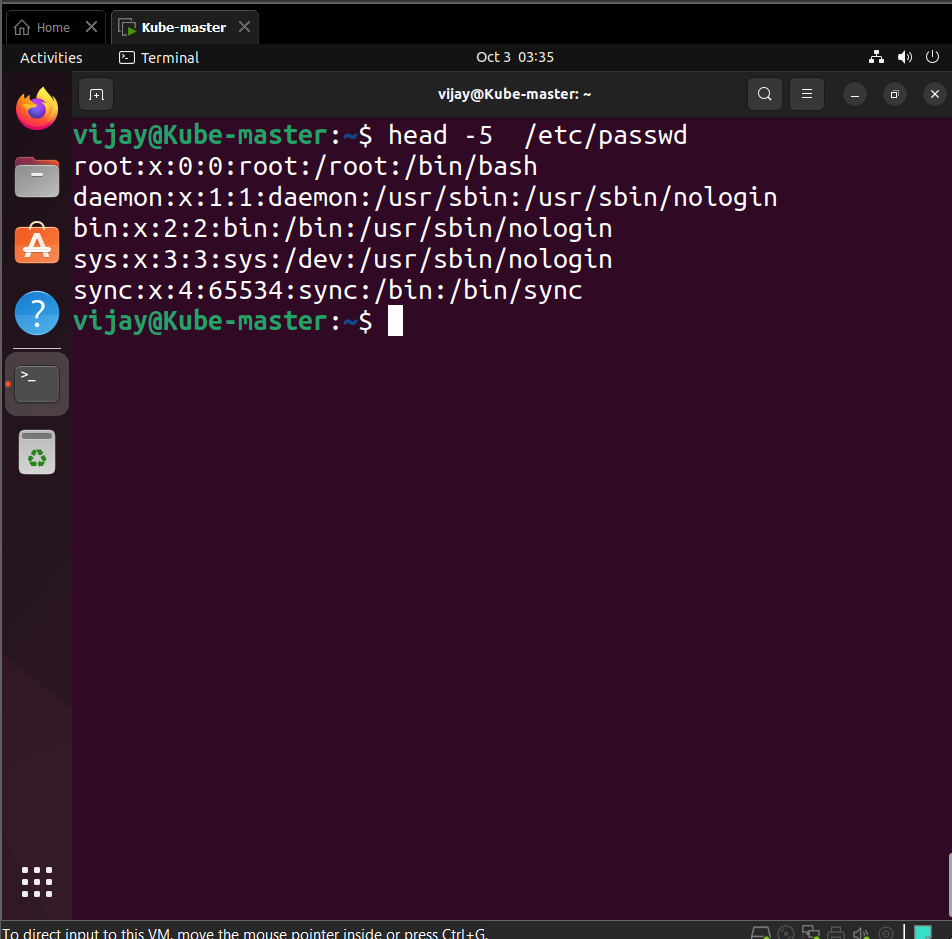 Home
Kube-master
Activities
Terminal
Oct 3 03:35
vijay@Kube-master: ~
vijay@Kube-master:~$ head -5  /etc/passwd
root:x:0:0:root:/root:/bin/bash
daemon:x:1:1:daemon:/usr/sbin:/usr/sbin/nologin
bin:x:2:2:bin:/bin:/usr/sbin/nologin
sys:x:3:3:sys:/dev:/usr/sbin/nologin
sync:x:4:65534:sync:/bin:/bin/sync
vijay@Kube-master:~$
To direct input to this VM, move the mouse pointer inside or press Ctrl+G.